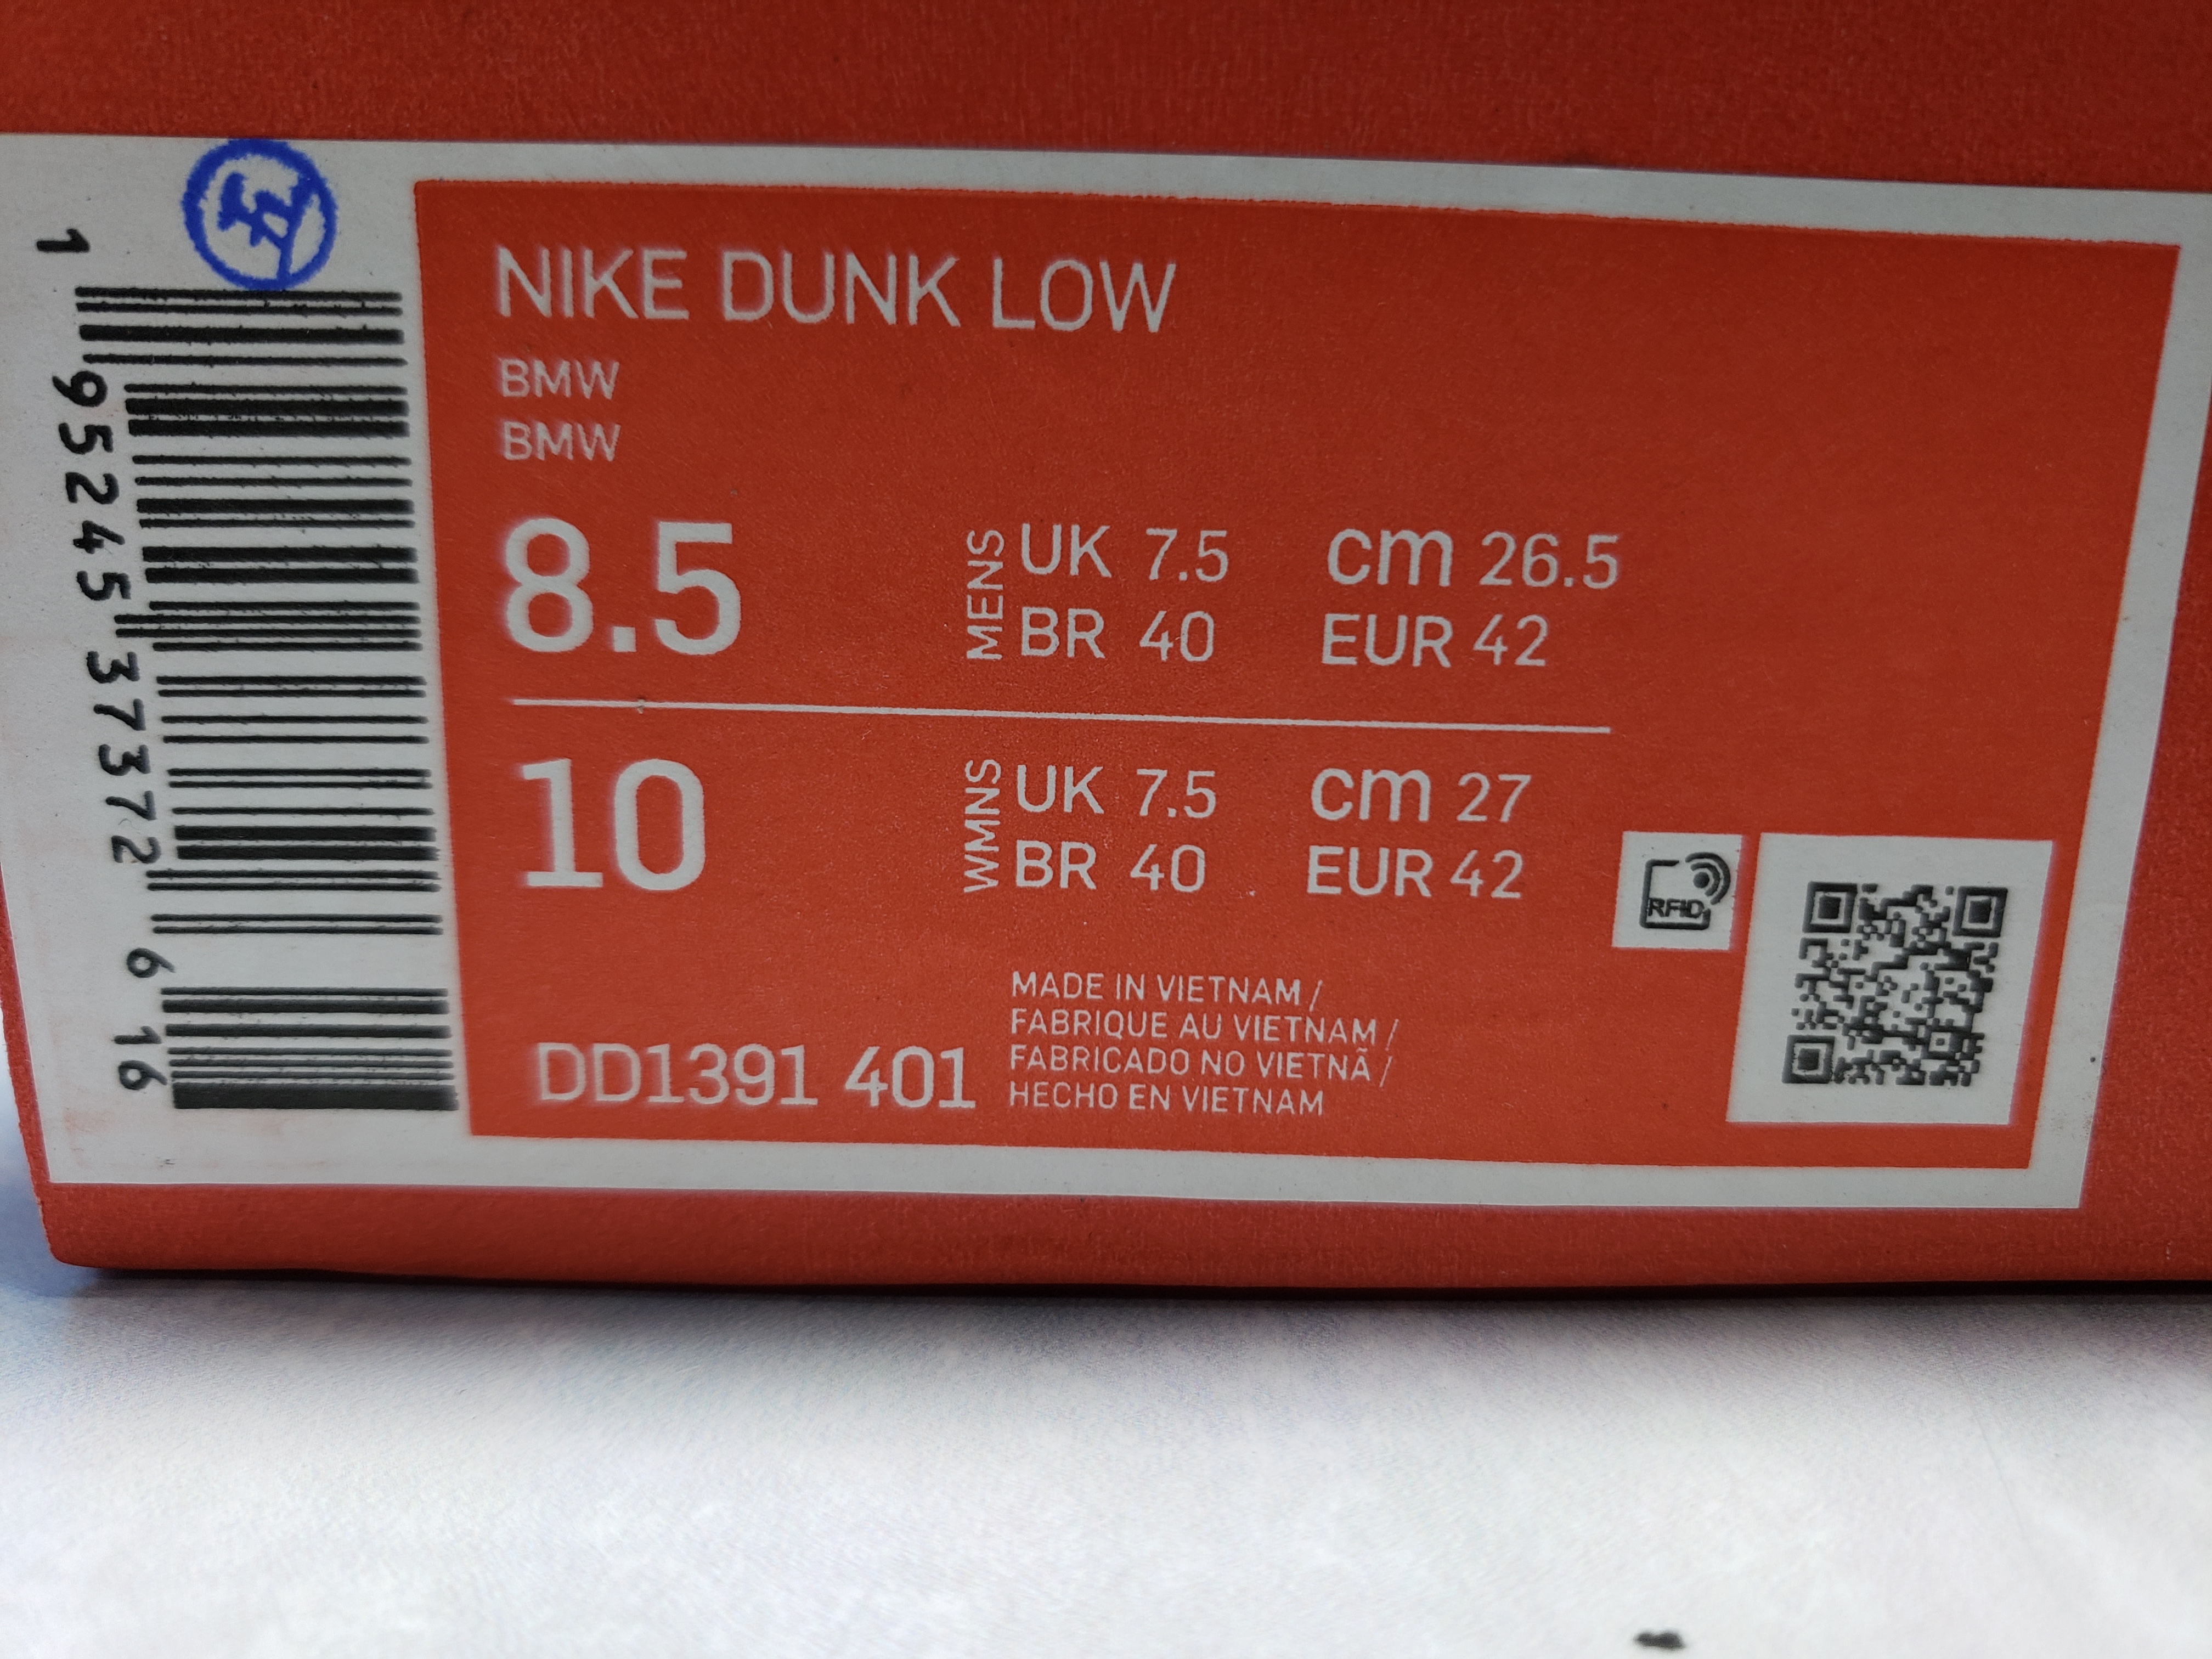 NIKE DUNK LOW
BMW
BMW
8.5 MENS UK 7.5 cm 26.5
BR 40 EUR 42
10 WMNS UK 7.5 cm 27
BR 40 EUR 42
RFID
DD1391 401
MADE IN VIETNAM /
FABRIQUE AU VIETNAM /
FABRICADO NO VIETNÃ /
HECHO EN VIETNAM
1 95245 37372 6 16